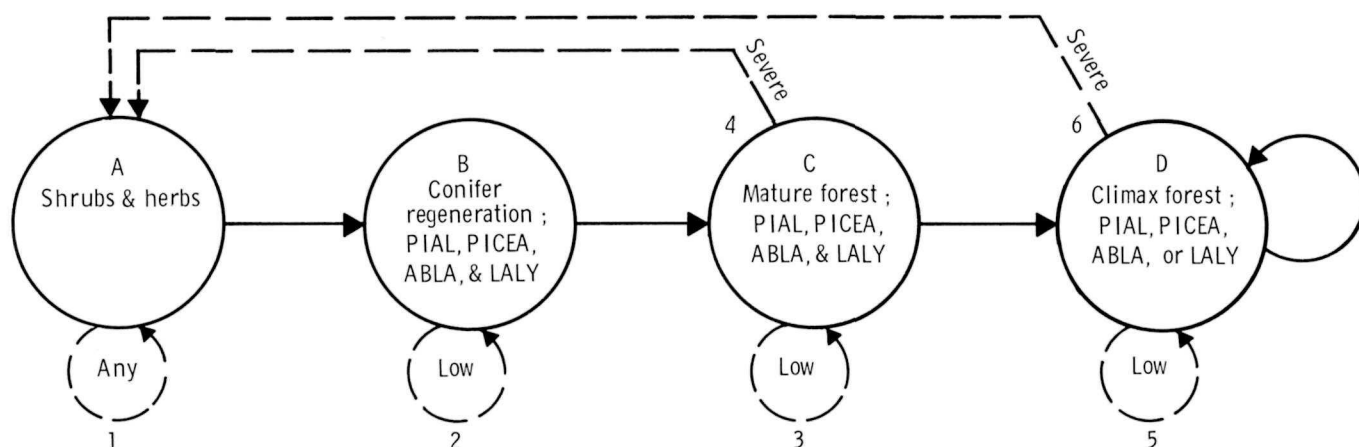 Severe
Severe
4
6
A
Shrubs & herbs
B
Conifer
regeneration ;
PIAL, PICEA,
ABLA, & LALY
C
Mature forest ;
PIAL, PICEA,
ABLA, & LALY
D
Climax forest ;
PIAL, PICEA,
ABLA, or LALY
Any
Low
Low
Low
1
2
3
5